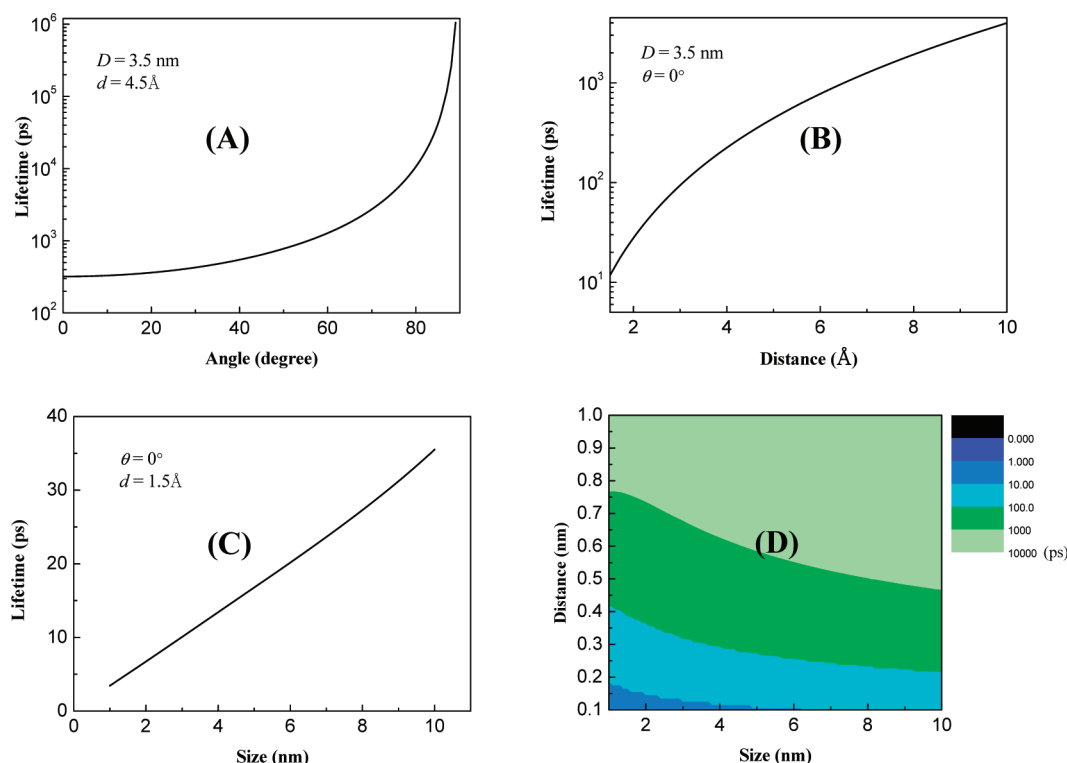 10^6
10^5
10^4
10^3
10^2
Lifetime (ps)
D = 3.5 nm
d = 4.5Å
(A)
0 20 40 60 80
Angle (degree)
10^3
10^2
10^1
Lifetime (ps)
D = 3.5 nm
θ = 0°
(B)
2 4 6 8 10
Distance (Å)
40
30
20
10
0
Lifetime (ps)
θ = 0°
d = 1.5Å
(C)
0 2 4 6 8 10
Size (nm)
1.0
0.9
0.8
0.7
0.6
0.5
0.4
0.3
0.2
0.1
Distance (nm)
(D)
2 4 6 8 10
Size (nm)
0.000
1.000
10.00
100.0
1000
10000 (ps)